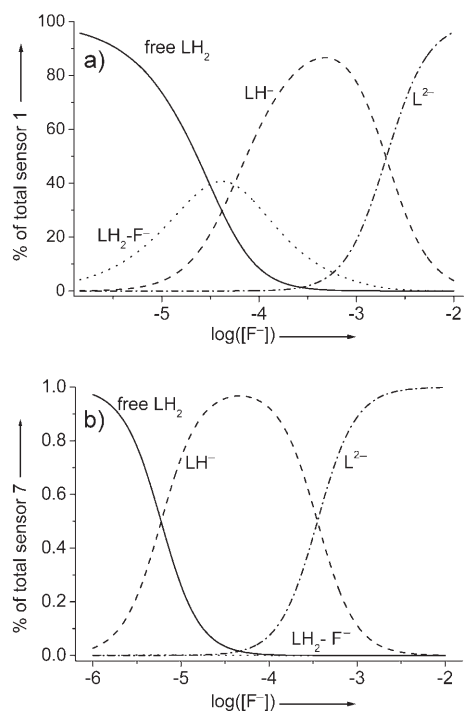 100
80
60
40
20
0
% of total sensor 1
a)
free LH2
LH–
L2–
LH2-F–
-5
-4
-3
-2
log([F–])
1.0
0.8
0.6
0.4
0.2
0.0
% of total sensor 7
b)
free LH2
LH–
L2–
LH2- F–
-6
-5
-4
-3
-2
log([F–])